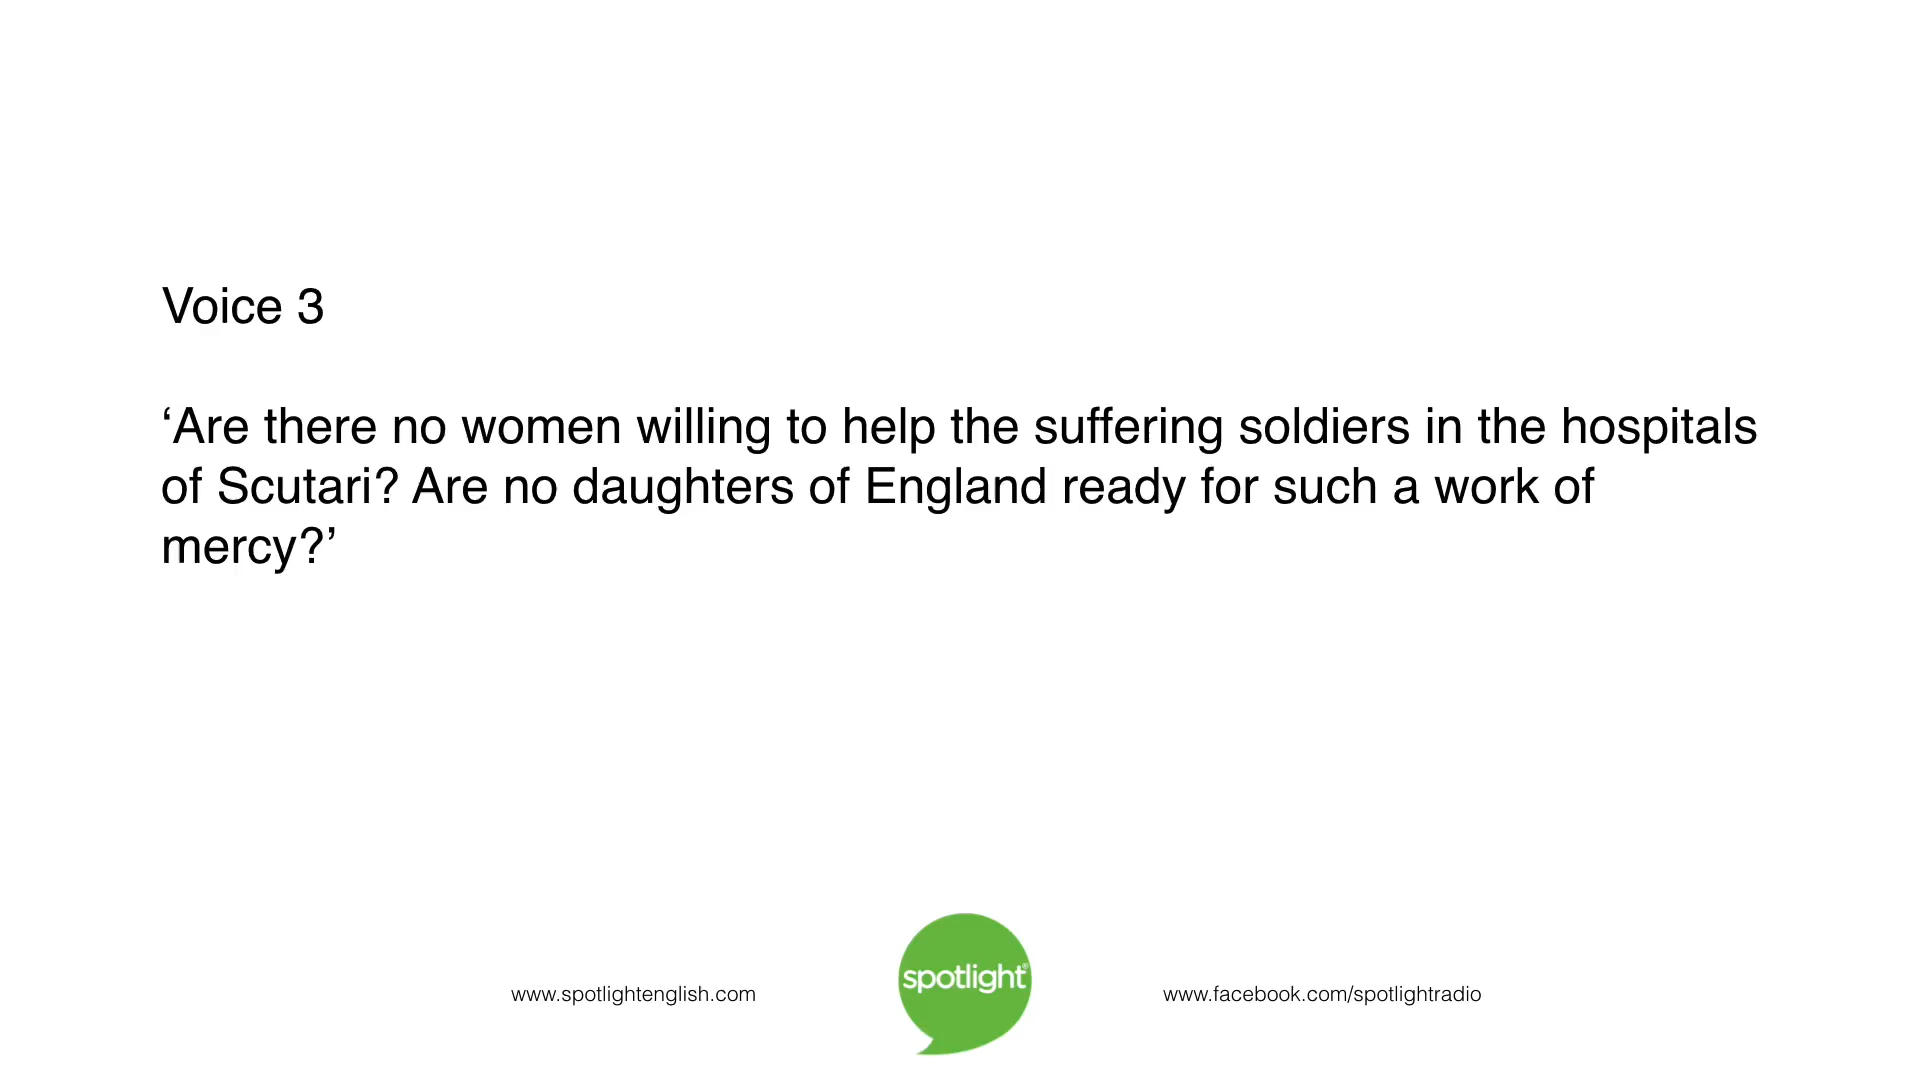 Voice 3
‘Are there no women willing to help the suffering soldiers in the hospitals
of Scutari? Are no daughters of England ready for such a work of
mercy?’
www.spotlightenglish.com
spotlight®
www.facebook.com/spotlightradio